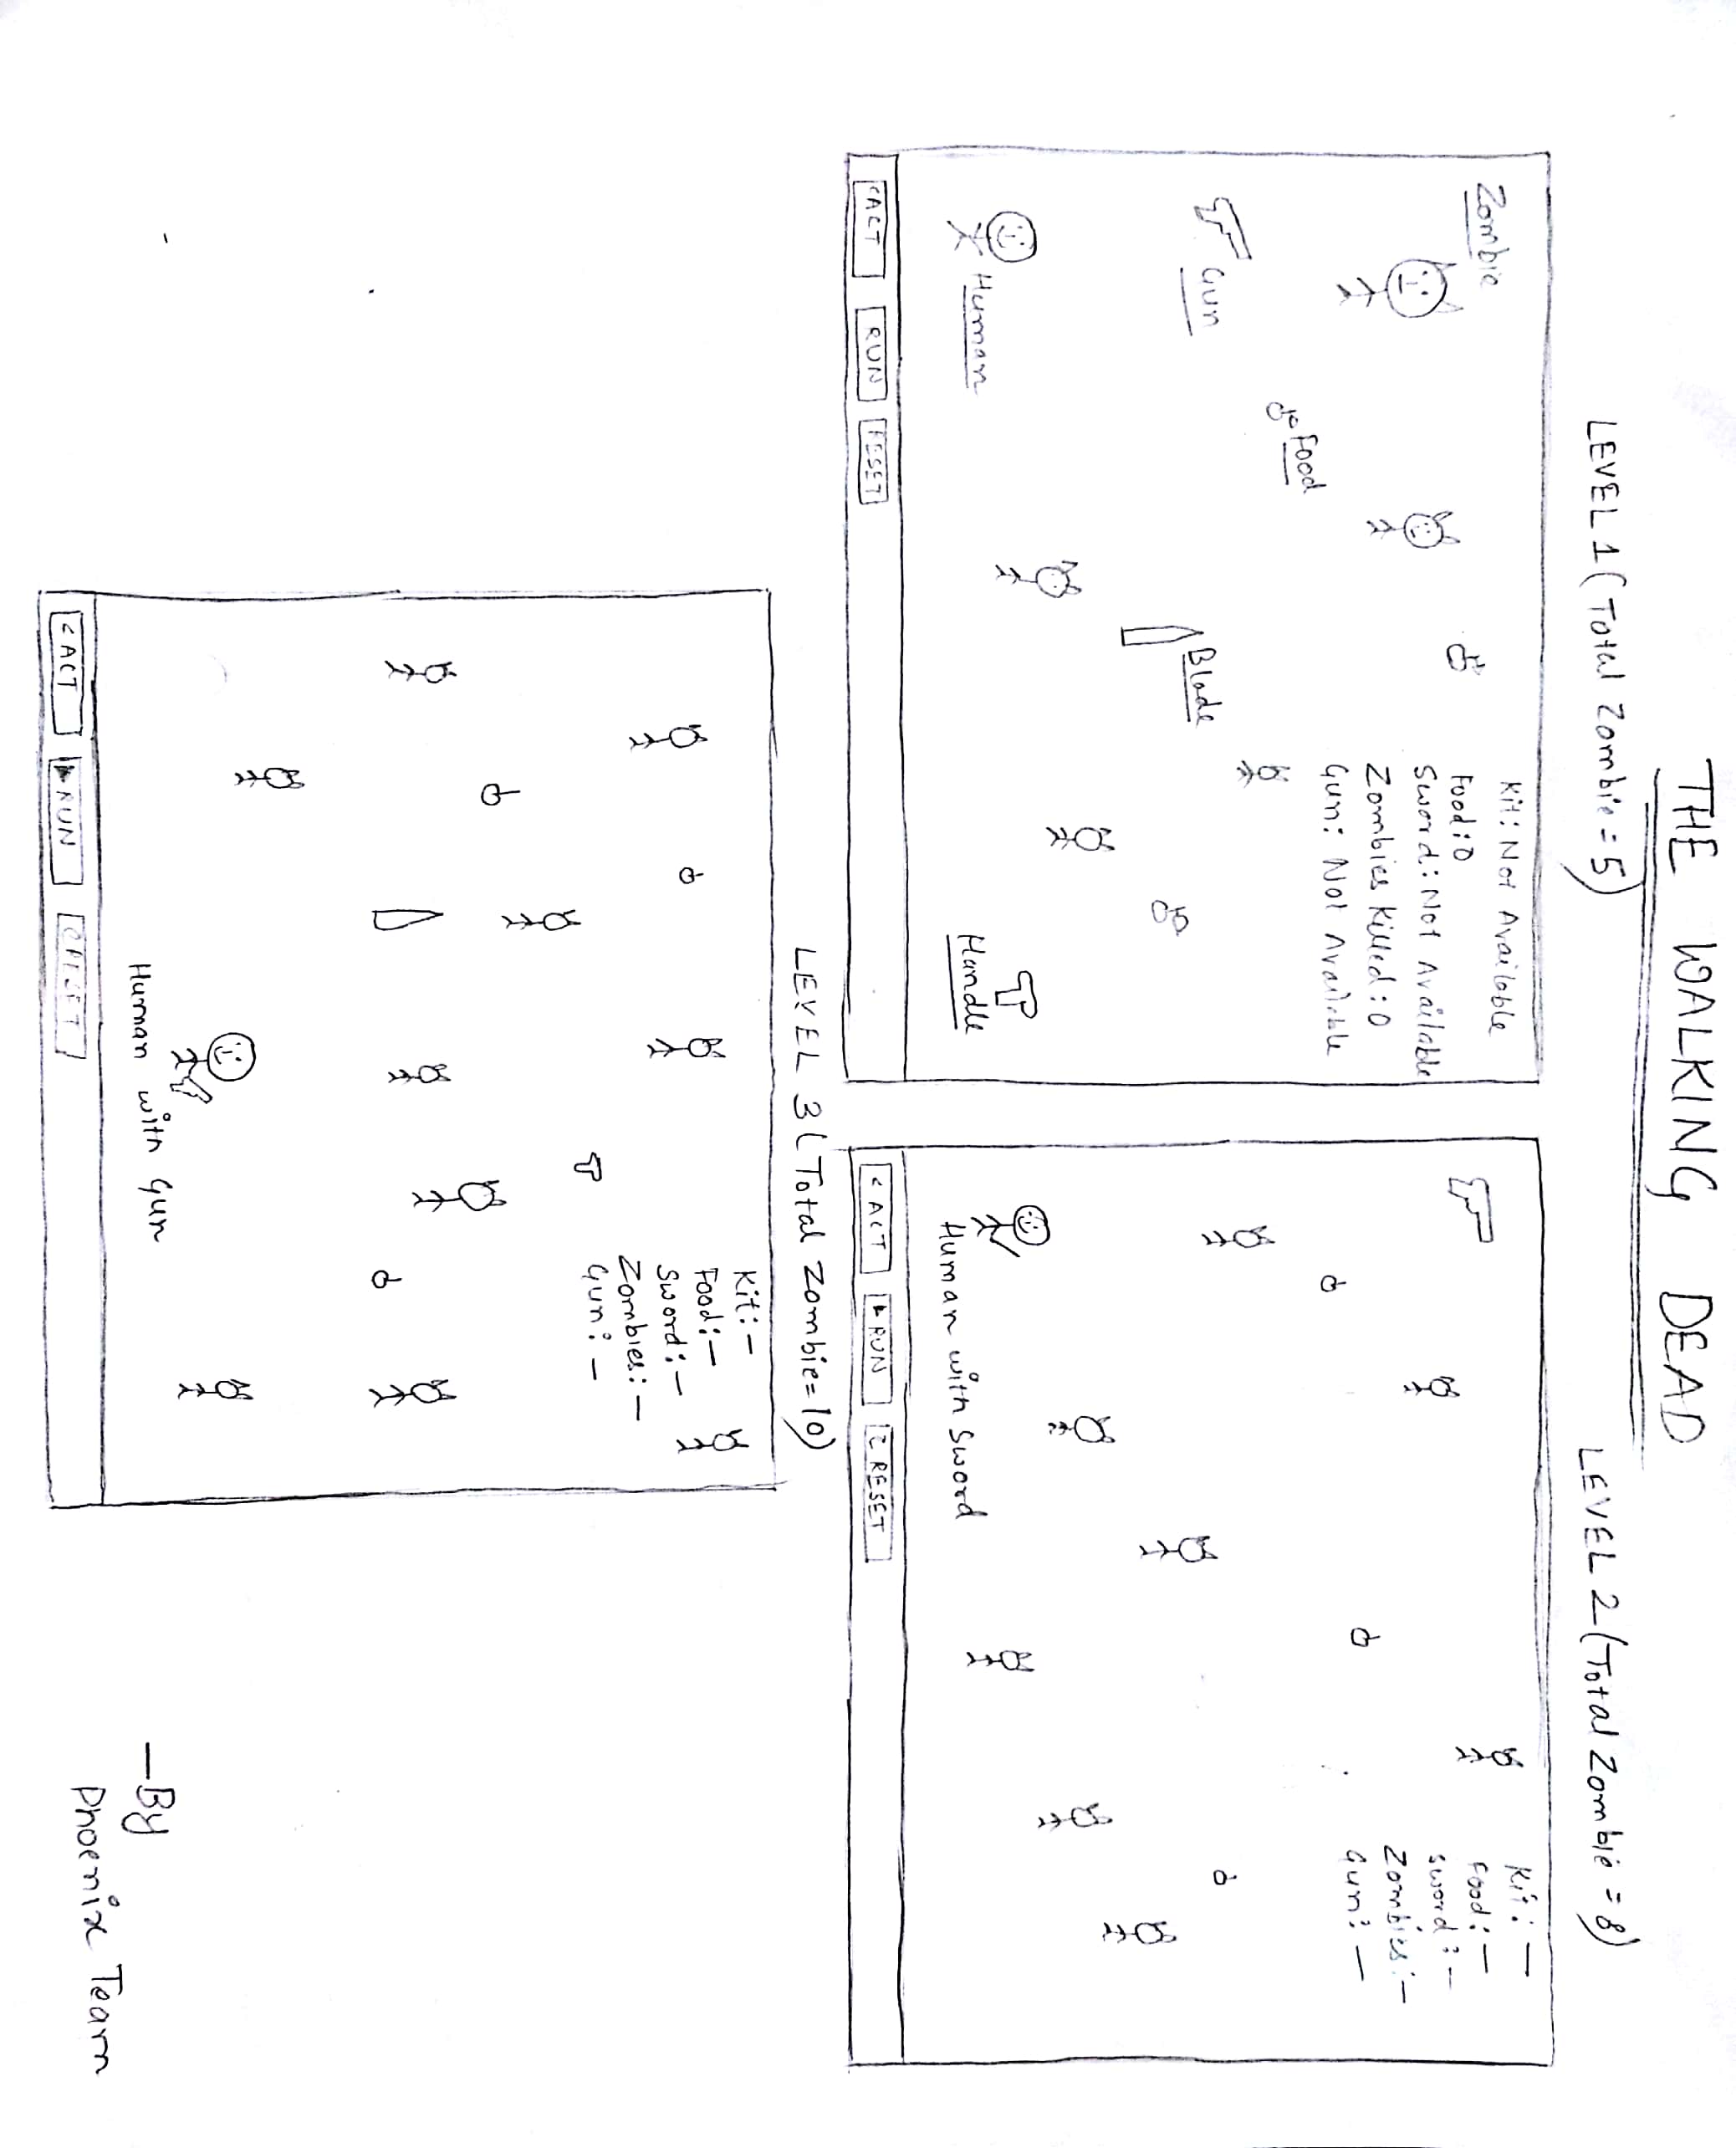 THE WALKING DEAD
LEVEL 1 (Total Zombie = 5)
Zombie
Kit: Not Available
Food: 0
Sword: Not Available
Zombies Killed: 0
Gun: Not Available
Food
Gun
Blade
Human
Handle
<ACT RUN RESET
LEVEL 2 (Total Zombie = 8)
Kit: —
Food: —
Sword: —
Zombies: —
Gun: —
Human with Sword
< ACT RUN RESET
LEVEL 3 (Total Zombie = 10)
Kit: —
Food: —
Sword: —
Zombies: —
Gun: —
Human with Gun
< ACT RUN RESET
— By
Phoenix Team